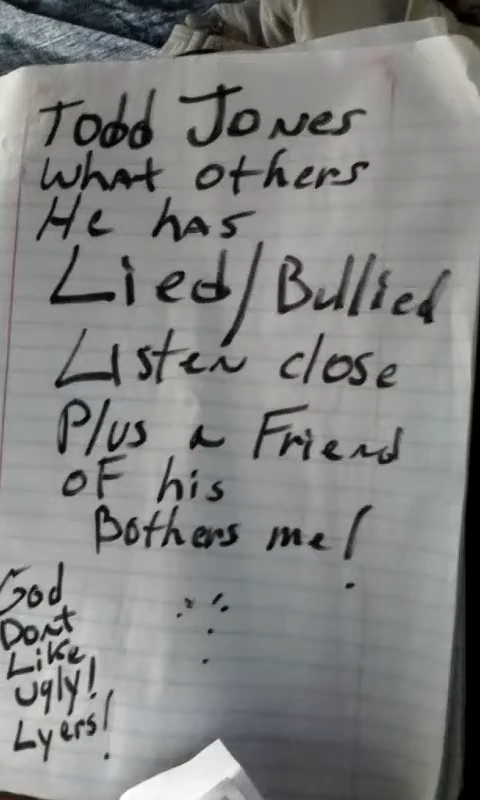 Todd Jones
What others
He has
Lied/Bullied
Listen close
Plus a Friend
of his
Bothers me!
God
Dont
Like
ugly!
Lyers!